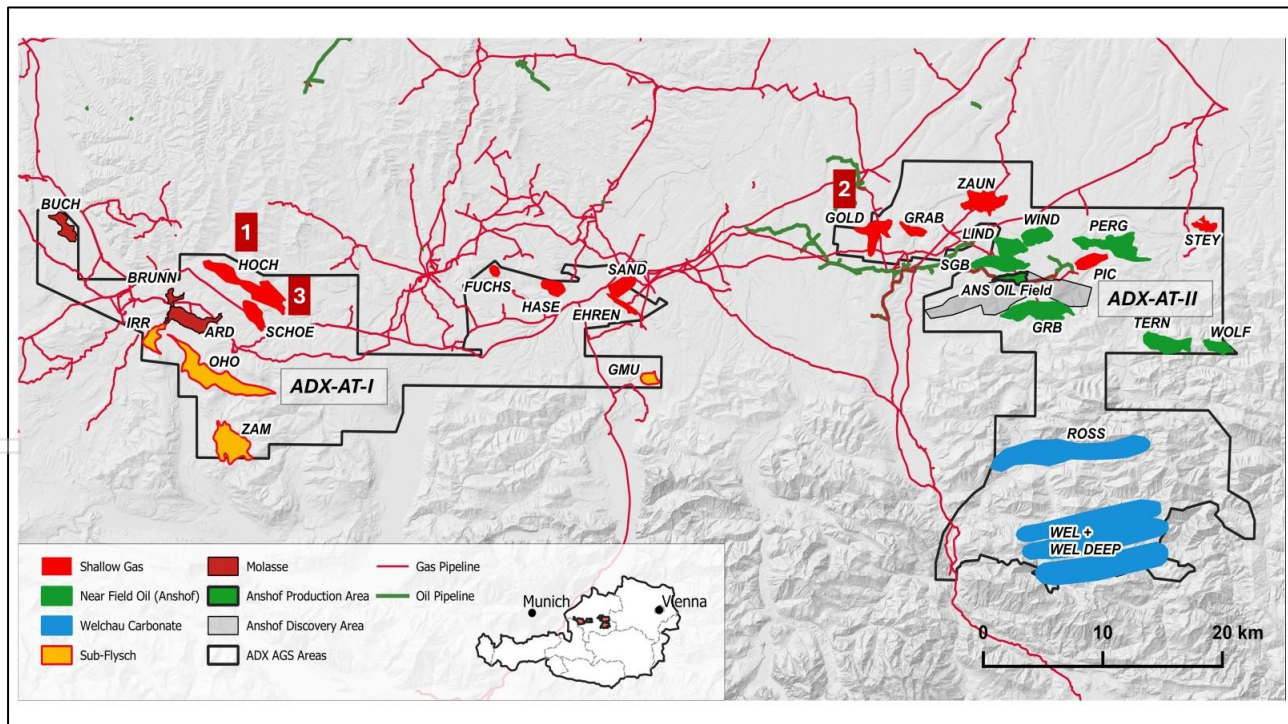 BUCH
1
HOCH
BRUNN
3
IRR
ARD
SCHOE
OHO
ADX-AT-I
ZAM
FUCHS
HASE
SAND
EHREN
GMU
2
GOLD
GRAB
ZAUN
LIND
WIND
PERG
STEY
SGB
PIC
ANS OIL Field
ADX-AT-II
GRB
TERN
WOLF
ROSS
WEL +
WEL DEEP
0 10 20 km
Shallow Gas
Near Field Oil (Anshof)
Welchau Carbonate
Sub-Flysch
Molasse
Anshof Production Area
Anshof Discovery Area
ADX AGS Areas
Gas Pipeline
Oil Pipeline
Munich
Vienna